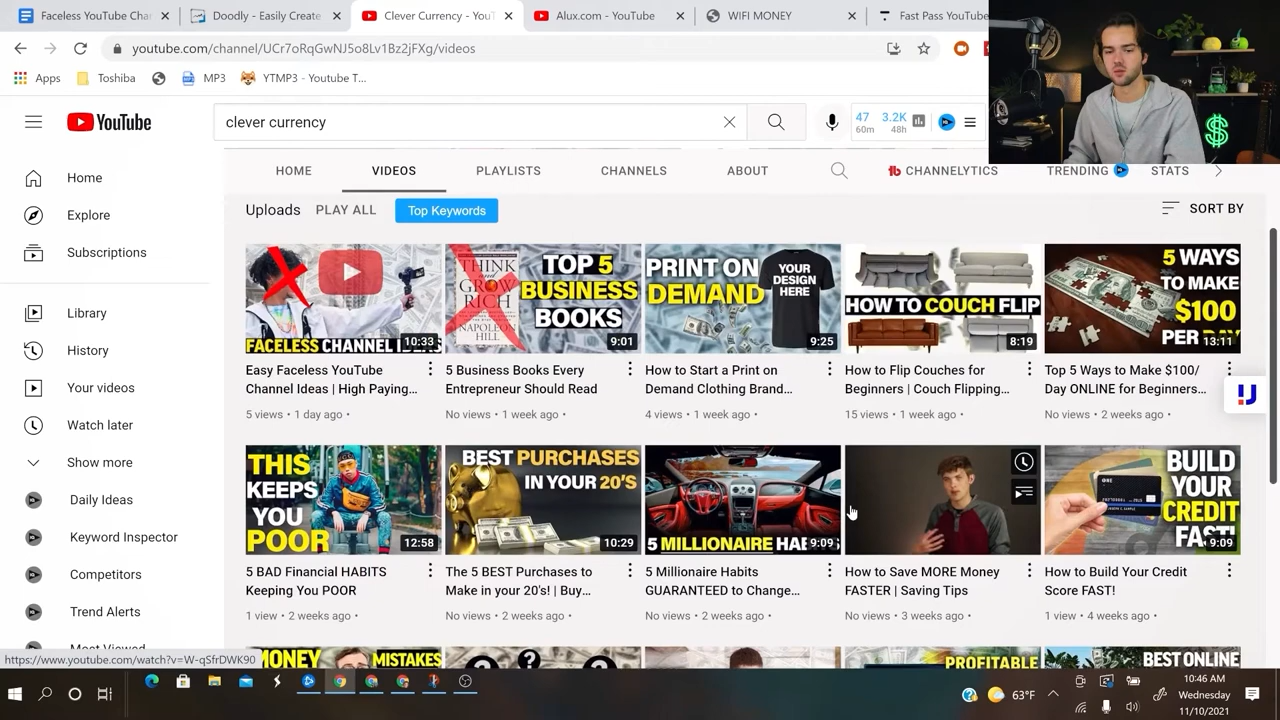 Faceless YouTube Char
Doodly - Easily Create
Clever Currency - YouT
Alux.com - YouTube
WIFI MONEY
Fast Pass YouTube
youtube.com/channel/UCr7oRqGwNJ5o8Lv1Bz2jFXg/videos
Apps
Toshiba
MP3
YTMP3 - Youtube T...
YouTube
clever currency
47
60m
3.2K
48h
HOME
VIDEOS
PLAYLISTS
CHANNELS
ABOUT
CHANNELYTICS
TRENDING
STATS
Home
Explore
Subscriptions
Library
History
Your videos
Watch later
Show more
Daily Ideas
Keyword Inspector
Competitors
Trend Alerts
Most Viewed
Uploads
PLAY ALL
Top Keywords
SORT BY
FACELESS CHANNEL IDEAS
10:33
Easy Faceless YouTube
Channel Ideas | High Paying...
5 views • 1 day ago •
THINK
and
GROW
RICH
NAPOLEON
HILL
TOP 5
BUSINESS
BOOKS
9:01
5 Business Books Every
Entrepreneur Should Read
No views • 1 week ago •
PRINT ON
DEMAND
YOUR
DESIGN
HERE
9:25
How to Start a Print on
Demand Clothing Brand...
4 views • 1 week ago •
HOW TO COUCH FLIP
8:19
How to Flip Couches for
Beginners | Couch Flipping...
15 views • 1 week ago •
5 WAYS
TO MAKE
$100
PER DAY
13:11
Top 5 Ways to Make $100/
Day ONLINE for Beginners...
No views • 2 weeks ago •
THIS
KEEPS
YOU
POOR
12:58
5 BAD Financial HABITS
Keeping You POOR
1 view • 2 weeks ago •
BEST PURCHASES
IN YOUR 20'S!
10:29
The 5 BEST Purchases to
Make in your 20's! | Buy...
No views • 2 weeks ago •
5 MILLIONAIRE HABITS
9:09
5 Millionaire Habits
GUARANTEED to Change...
No views • 2 weeks ago •
How to Save MORE Money
FASTER | Saving Tips
No views • 3 weeks ago •
BUILD
YOUR
CREDIT
FAST!
9:09
How to Build Your Credit
Score FAST!
1 view • 4 weeks ago •
MONEY
MISTAKES
PROFITABLE
BEST ONLINE
https://www.youtube.com/watch?v=W-qSfrDWK90
63°F
10:46 AM
Wednesday
11/10/2021